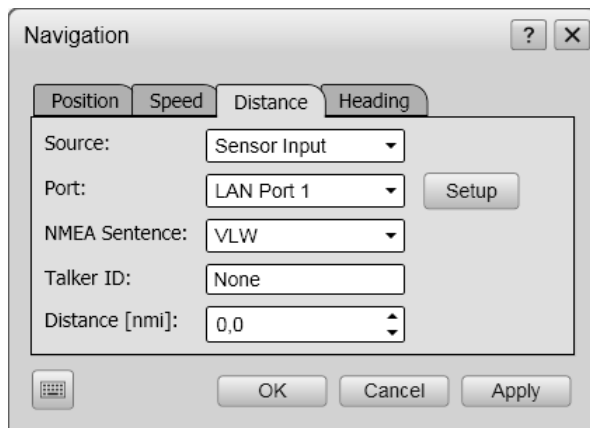 Navigation ?
Position Speed Distance Heading
Source: Sensor Input
Port: LAN Port 1 Setup
NMEA Sentence: VLW
Talker ID: None
Distance [nmi]: 0,0
OK Cancel Apply